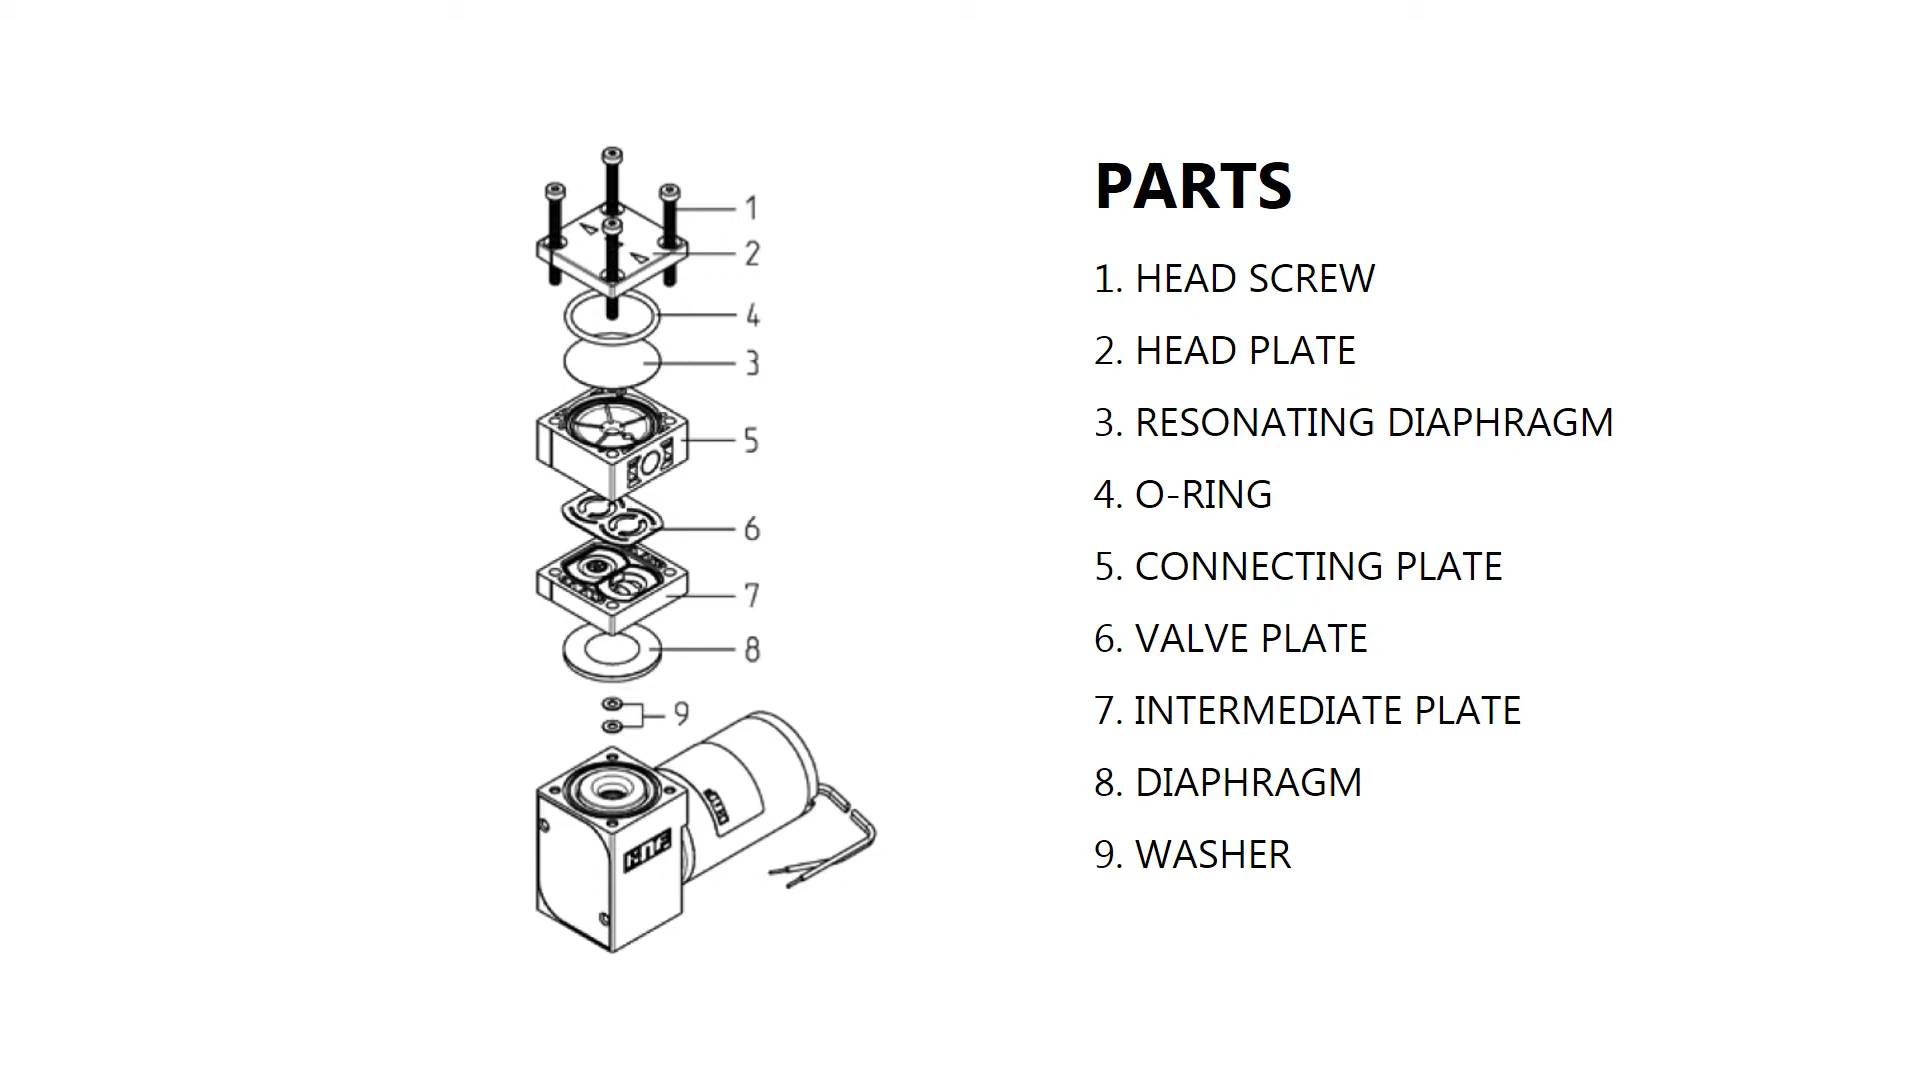 PARTS
1. HEAD SCREW
2. HEAD PLATE
3. RESONATING DIAPHRAGM
4. O-RING
5. CONNECTING PLATE
6. VALVE PLATE
7. INTERMEDIATE PLATE
8. DIAPHRAGM
9. WASHER
1
2
4
3
5
6
7
8
9